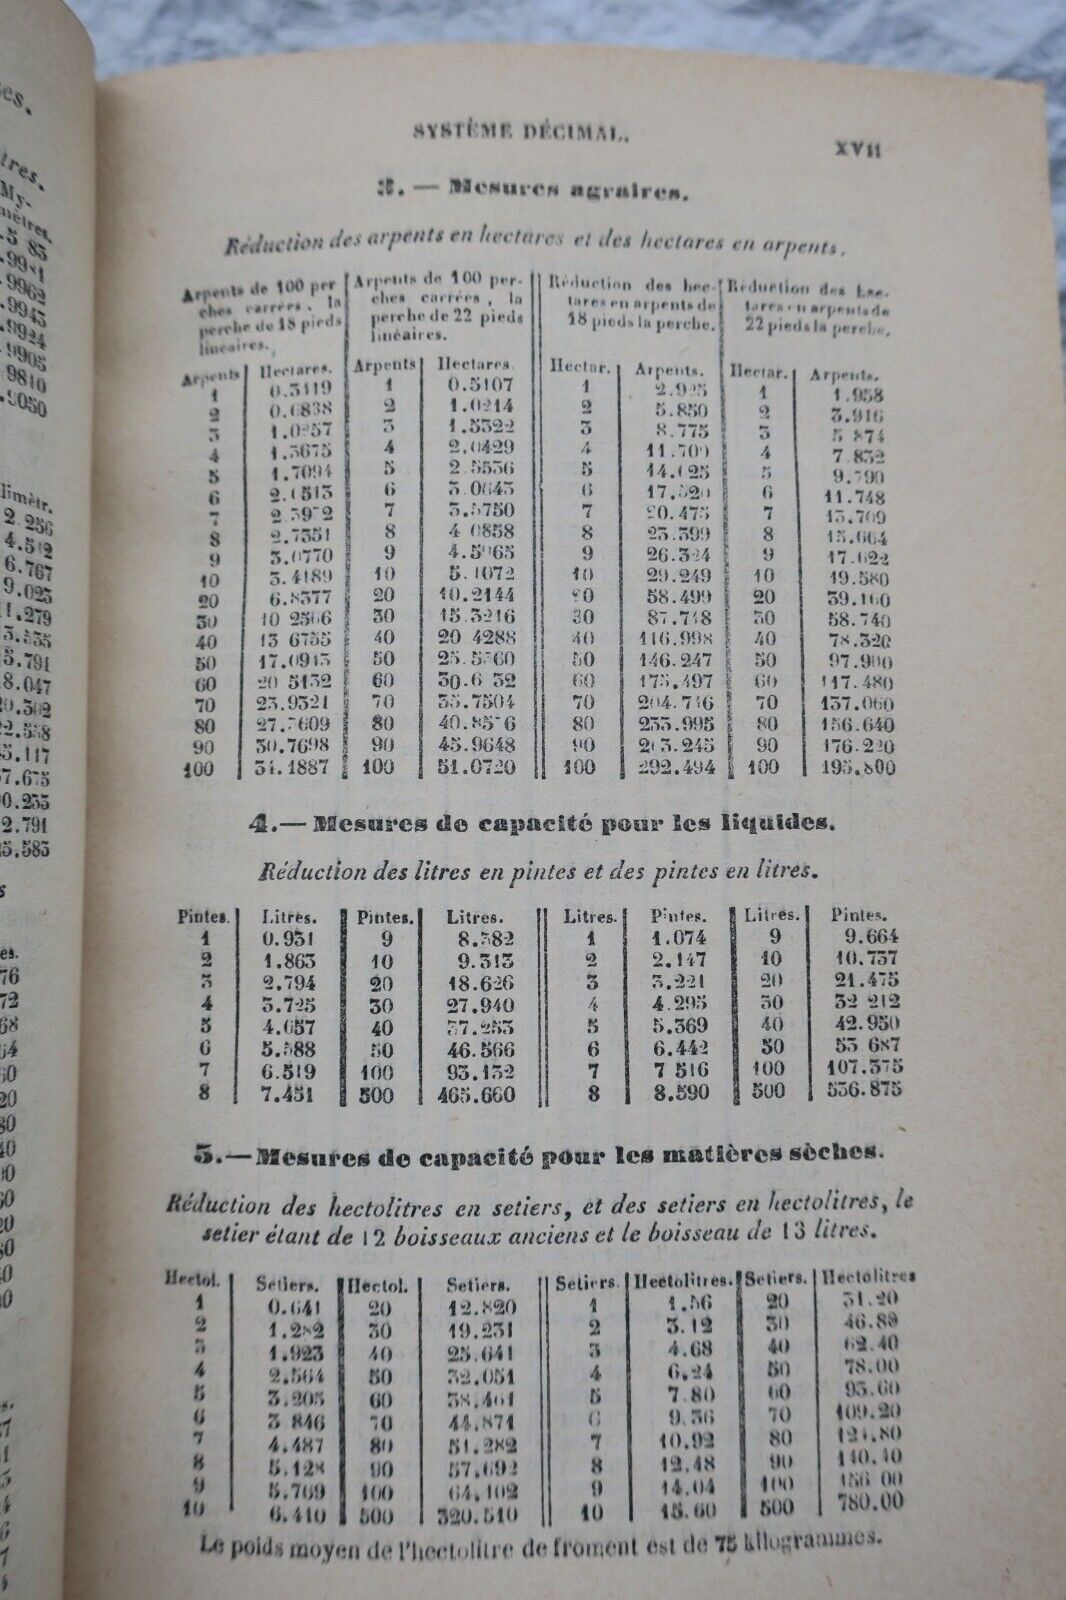 SYSTÈME DÉCIMAL.
XVII
3. — Mesures agraires.
Réduction des arpents en hectares et des hectares en arpents.
Arpents de 100 per Arpents de 100 per- Réduction des hec- Réduction des hec-
ches carrées, la ches carrées, la tares en arpents de tares en arpents de
perche de 18 pieds perche de 22 pieds 18 pieds la perche. 22 pieds la perche.
linéaires. linéaires.
Arpents Hectares. Arpents Hectares. Hectar. Arpents. Hectar. Arpents.
1 0.3419 1 0.5107 1 2.925 1 1.958
2 0.6838 2 1.0214 2 5.850 2 3.916
3 1.0257 3 1.5322 3 8.775 3 5 874
4 1.3675 4 2.0429 4 11.700 4 7.832
5 1.7094 5 2.5536 5 14.625 5 9.790
6 2.0513 6 3.0643 6 17.520 6 11.748
7 2.3932 7 3.5750 7 20.475 7 13.709
8 2.7351 8 4 0858 8 23.399 8 15.664
9 3.0770 9 4.5965 9 26.324 9 17.622
10 3.4189 10 5.1072 10 29.249 10 19.580
20 6.8377 20 10.2144 20 58.499 20 39.160
30 10 2566 30 15.3216 30 87.748 30 58.740
40 13 6755 40 20 4288 40 116.998 40 78.320
50 17.0943 50 25.5360 50 146.247 50 97.900
60 20 5132 60 30.6 32 60 175.497 60 117.480
70 23.9321 70 35.7504 70 204.746 70 137.060
80 27.3609 80 40.8576 80 233.995 80 156.640
90 30.7698 90 45.9648 90 263.245 90 176.220
100 34.1887 100 51.0720 100 292.494 100 195.800
4.— Mesures de capacité pour les liquides.
Réduction des litres en pintes et des pintes en litres.
Pintes. Litres. Pintes. Litres. Litres. Pintes. Litres. Pintes.
1 0.931 9 8.382 1 1.074 9 9.664
2 1.863 10 9.313 2 2.147 10 10.737
3 2.794 20 18.626 3 3.221 20 21.475
4 3.725 30 27.940 4 4.295 30 32 212
5 4.657 40 37.253 5 5.369 40 42.950
6 5.588 50 46.566 6 6.442 50 53 687
7 6.519 100 93.132 7 7 516 100 107.375
8 7.451 500 465.660 8 8.590 500 536.875
5.— Mesures de capacité pour les matières sèches.
Réduction des hectolitres en setiers, et des setiers en hectolitres, le
setier étant de 12 boisseaux anciens et le boisseau de 13 litres.
Hectol. Setiers. Hectol. Setiers. Setiers. Hectolitres. Setiers. Hectolitres
1 0.641 20 12.820 1 1.56 20 31.20
2 1.282 30 19.231 2 3.12 30 46.89
3 1.923 40 25.641 3 4.68 40 62.40
4 2.564 50 32.051 4 6.24 50 78.00
5 3.205 60 38.461 5 7.80 60 93.60
6 3 846 70 44.871 6 9.36 70 109.20
7 4.487 80 51.282 7 10.92 80 124.80
8 5.128 90 57.692 8 12.48 90 140.40
9 5.769 100 64.102 9 14.04 100 156 00
10 6.410 500 320.510 10 15.60 500 780.00
Le poids moyen de l'hectolitre de froment est de 75 kilogrammes.